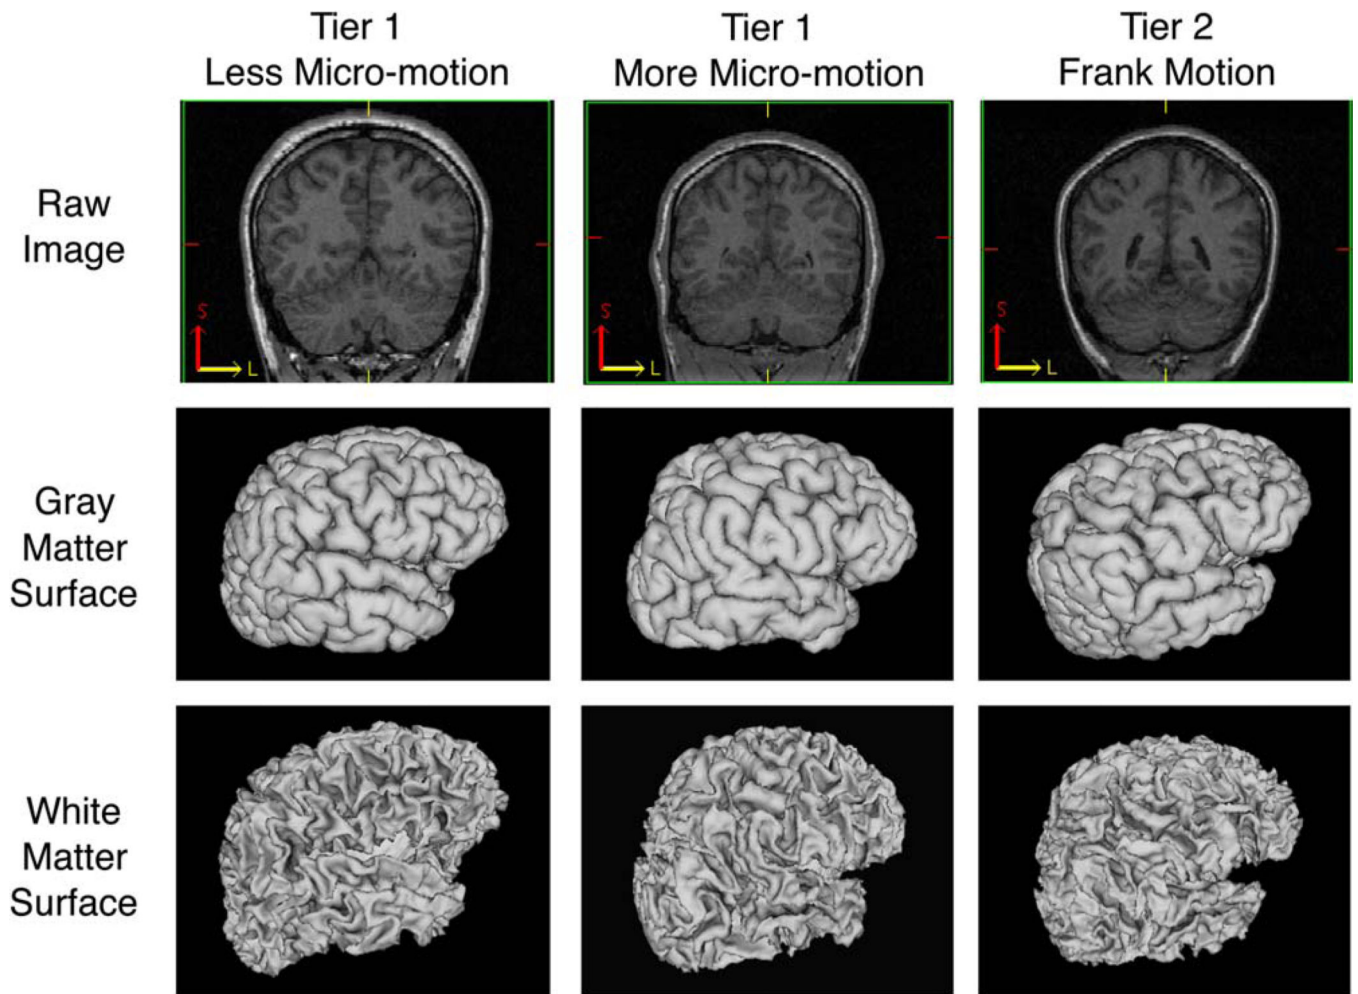 Tier 1
Less Micro-motion
Tier 1
More Micro-motion
Tier 2
Frank Motion
Raw
Image
S
L
S
L
S
L
Gray
Matter
Surface
White
Matter
Surface